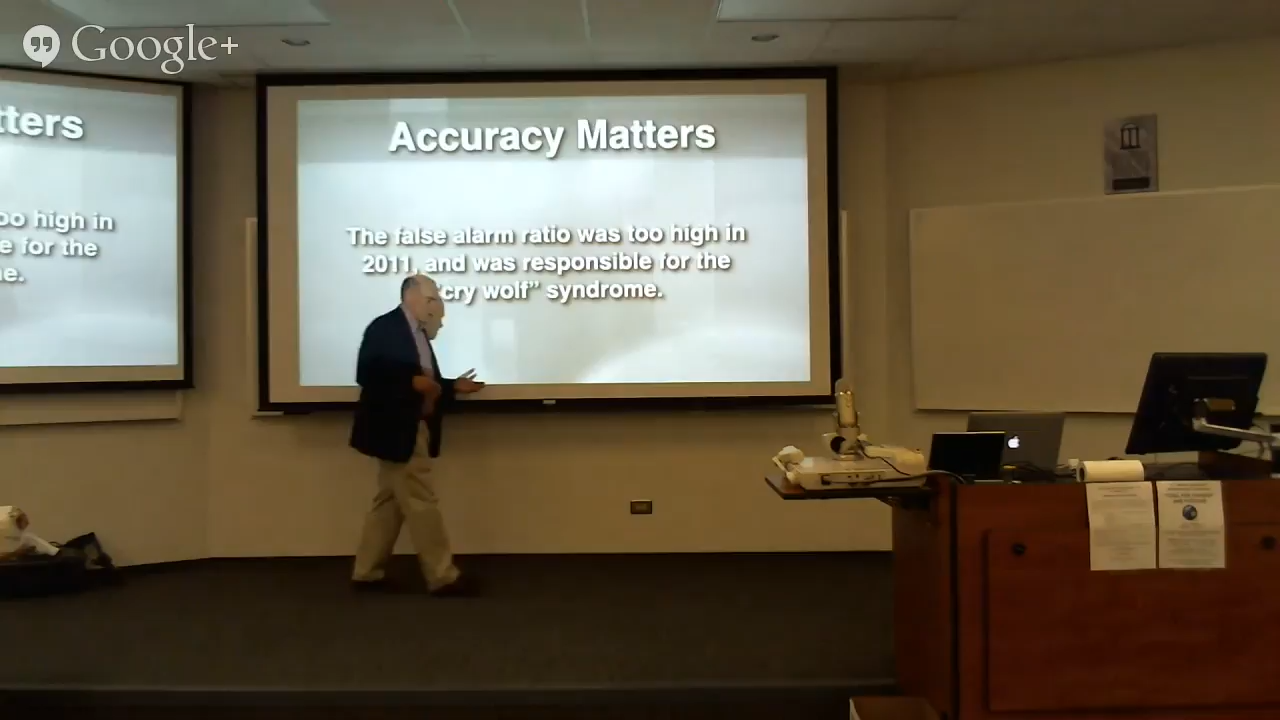 Google+
tters
Accuracy Matters
oo high in
e for the
e.
The false alarm ratio was too high in
2011, and was responsible for the
"cry wolf" syndrome.